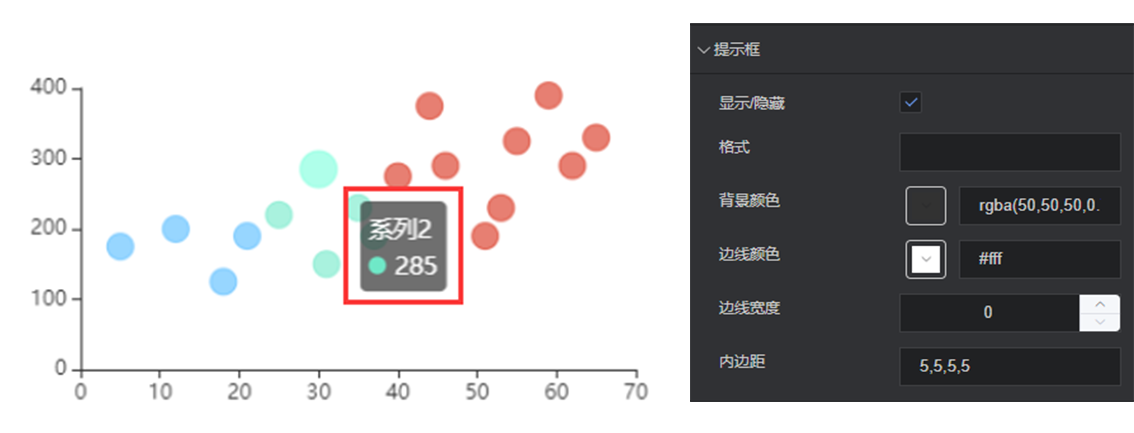 400
300
200
100
0
0 10 20 30 40 50 60 70
系列2
285
提示框
显示/隐藏
格式
背景颜色 rgba(50,50,50,0.
边线颜色 #fff
边线宽度 0
内边距 5,5,5,5